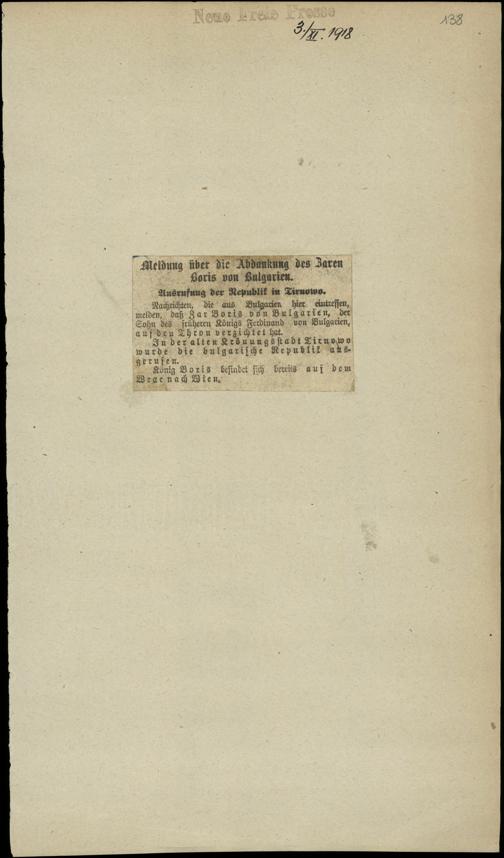 Neue Freie Presse
138
3./XI. 1918
Meldung über die Abdankung des Zaren
Boris von Bulgarien.
Ausrufung der Republik in Tirnowo.
Nachrichten, die aus Bulgarien hier eintreffen,
melden, daß Zar Boris von Bulgarien, der
Sohn des früheren Königs Ferdinand von Bulgarien,
auf den Thron verzichtet hat.
In der alten Krönungsstadt Tirnowo
wurde die bulgarische Republik aus-
gerufen.
König Boris befindet sich bereits auf dem
Wege nach Wien.